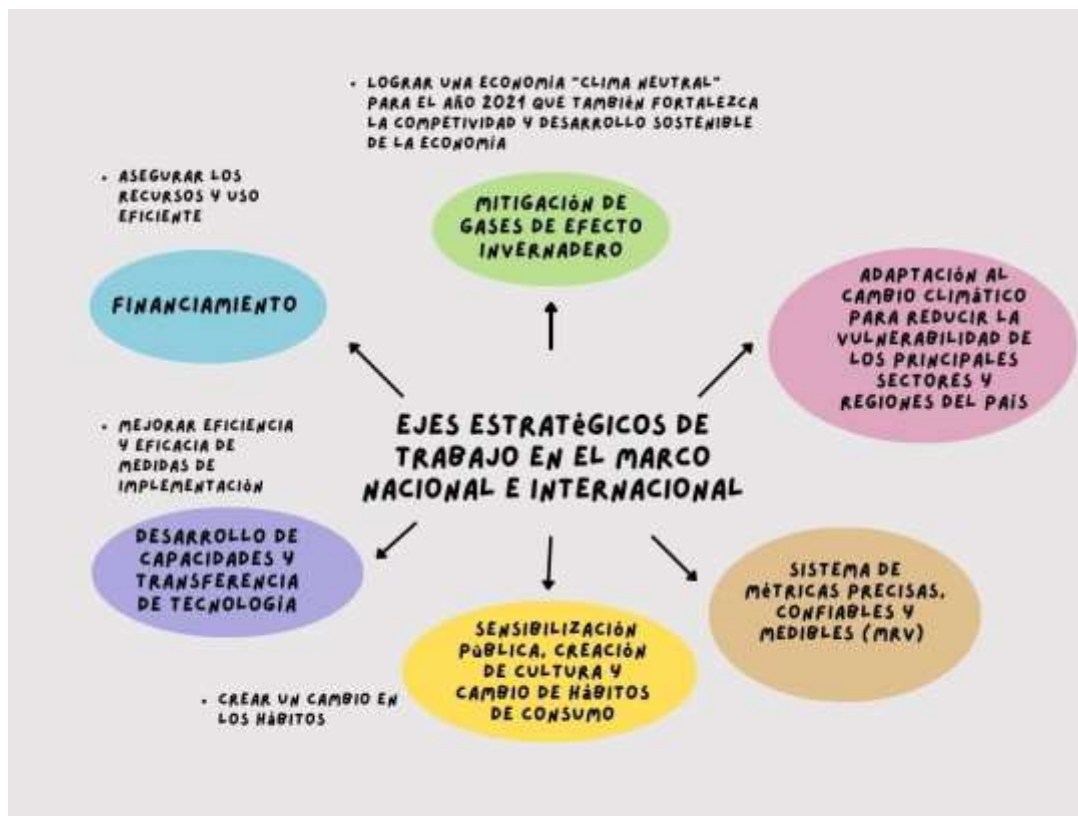 • LOGRAR UNA ECONOMÍA "CLIMA NEUTRAL"
PARA EL AÑO 2021 QUE TAMBIÉN FORTALEZCA
LA COMPETIVIDAD Y DESARROLLO SOSTENIBLE
DE LA ECONOMÍA
• ASEGURAR LOS
RECURSOS Y USO
EFICIENTE
MITIGACIÓN DE
GASES DE EFECTO
INVERNADERO
FINANCIAMIENTO
ADAPTACIÓN AL
CAMBIO CLIMÁTICO
PARA REDUCIR LA
VULNERABILIDAD DE
LOS PRINCIPALES
SECTORES Y
REGIONES DEL PAÍS
EJES ESTRATÉGICOS DE
TRABAJO EN EL MARCO
NACIONAL E INTERNACIONAL
• MEJORAR EFICIENCIA
Y EFICACIA DE
MEDIDAS DE
IMPLEMENTACIÓN
DESARROLLO DE
CAPACIDADES Y
TRANSFERENCIA
DE TECNOLOGÍA
SISTEMA DE
MÉTRICAS PRECISAS,
CONFIABLES Y
MEDIBLES (MRV)
SENSIBILIZACIÓN
PÚBLICA, CREACIÓN
DE CULTURA Y
CAMBIO DE HÁBITOS
DE CONSUMO
• CREAR UN CAMBIO EN
LOS HÁBITOS